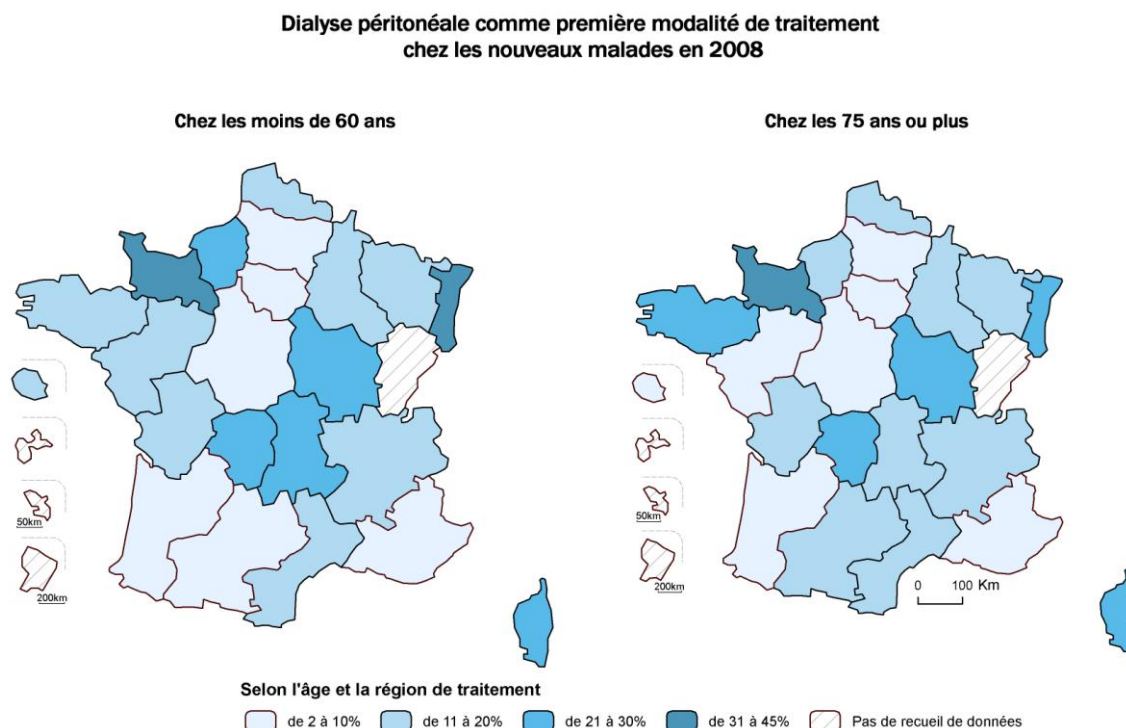 Dialyse péritonéale comme première modalité de traitement
chez les nouveaux malades en 2008
Chez les moins de 60 ans
Chez les 75 ans ou plus
50km
200km
50km
200km
0 100 Km
Selon l'âge et la région de traitement
de 2 à 10%
de 11 à 20%
de 21 à 30%
de 31 à 45%
Pas de recueil de données